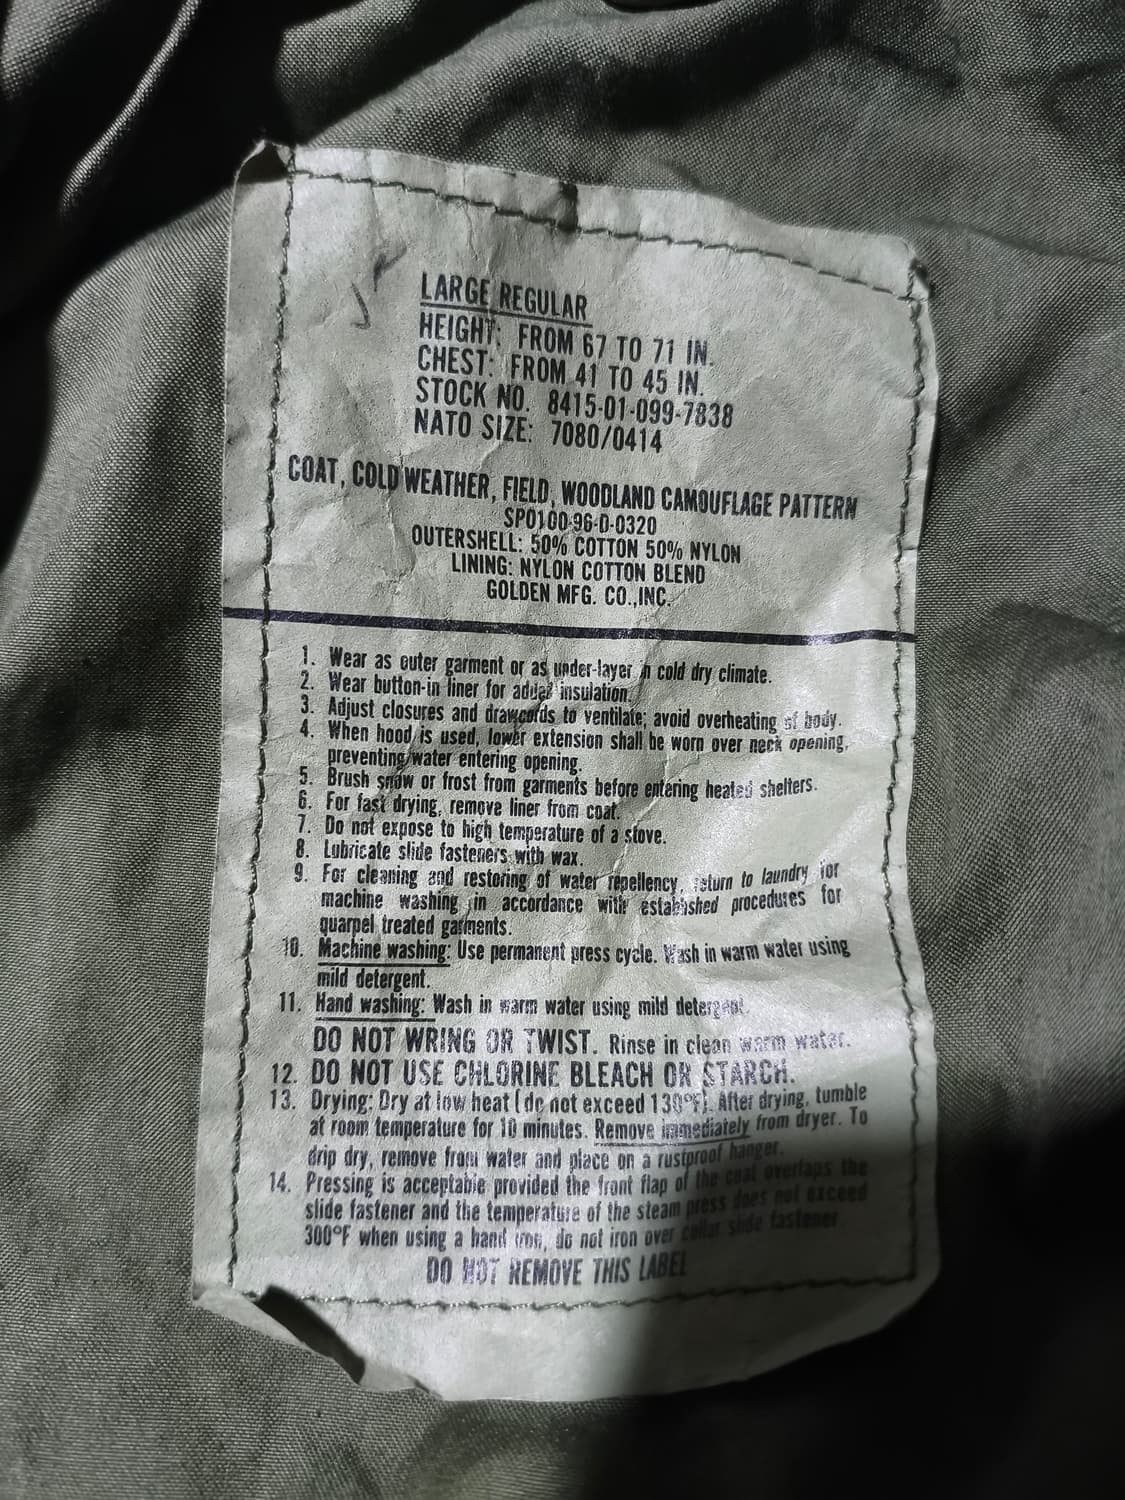 LARGE REGULAR
HEIGHT: FROM 67 TO 71 IN.
CHEST: FROM 41 TO 45 IN.
STOCK NO. 8415-01-099-7838
NATO SIZE: 7080/0414
COAT, COLD WEATHER, FIELD, WOODLAND CAMOUFLAGE PATTERN
SPO100-96-D-0320
OUTERSHELL: 50% COTTON 50% NYLON
LINING: NYLON COTTON BLEND
GOLDEN MFG. CO.,INC.
1. Wear as outer garment or as under-layer in cold dry climate.
2. Wear button-in liner for added insulation.
3. Adjust closures and drawcords to ventilate; avoid overheating of body.
4. When hood is used, lower extension shall be worn over neck opening,
preventing water entering opening.
5. Brush snow or frost from garments before entering heated shelters.
6. For fast drying, remove liner from coat.
7. Do not expose to high temperature of a stove.
8. Lubricate slide fasteners with wax.
9. For cleaning and restoring of water repellency, return to laundry for
machine washing in accordance with established procedures for
quarpel treated garments.
10. Machine washing: Use permanent press cycle. Wash in warm water using
mild detergent.
11. Hand washing: Wash in warm water using mild detergent.
DO NOT WRING OR TWIST. Rinse in clean warm water.
12. DO NOT USE CHLORINE BLEACH OR STARCH.
13. Drying: Dry at low heat (do not exceed 130°F). After drying, tumble
at room temperature for 10 minutes. Remove immediately from dryer. To
drip dry, remove from water and place on a rustproof hanger.
14. Pressing is acceptable provided the front flap of the coat overlaps the
slide fastener and the temperature of the steam press does not exceed
300°F when using a hand iron, do not iron over collar slide fastener
DO NOT REMOVE THIS LABEL